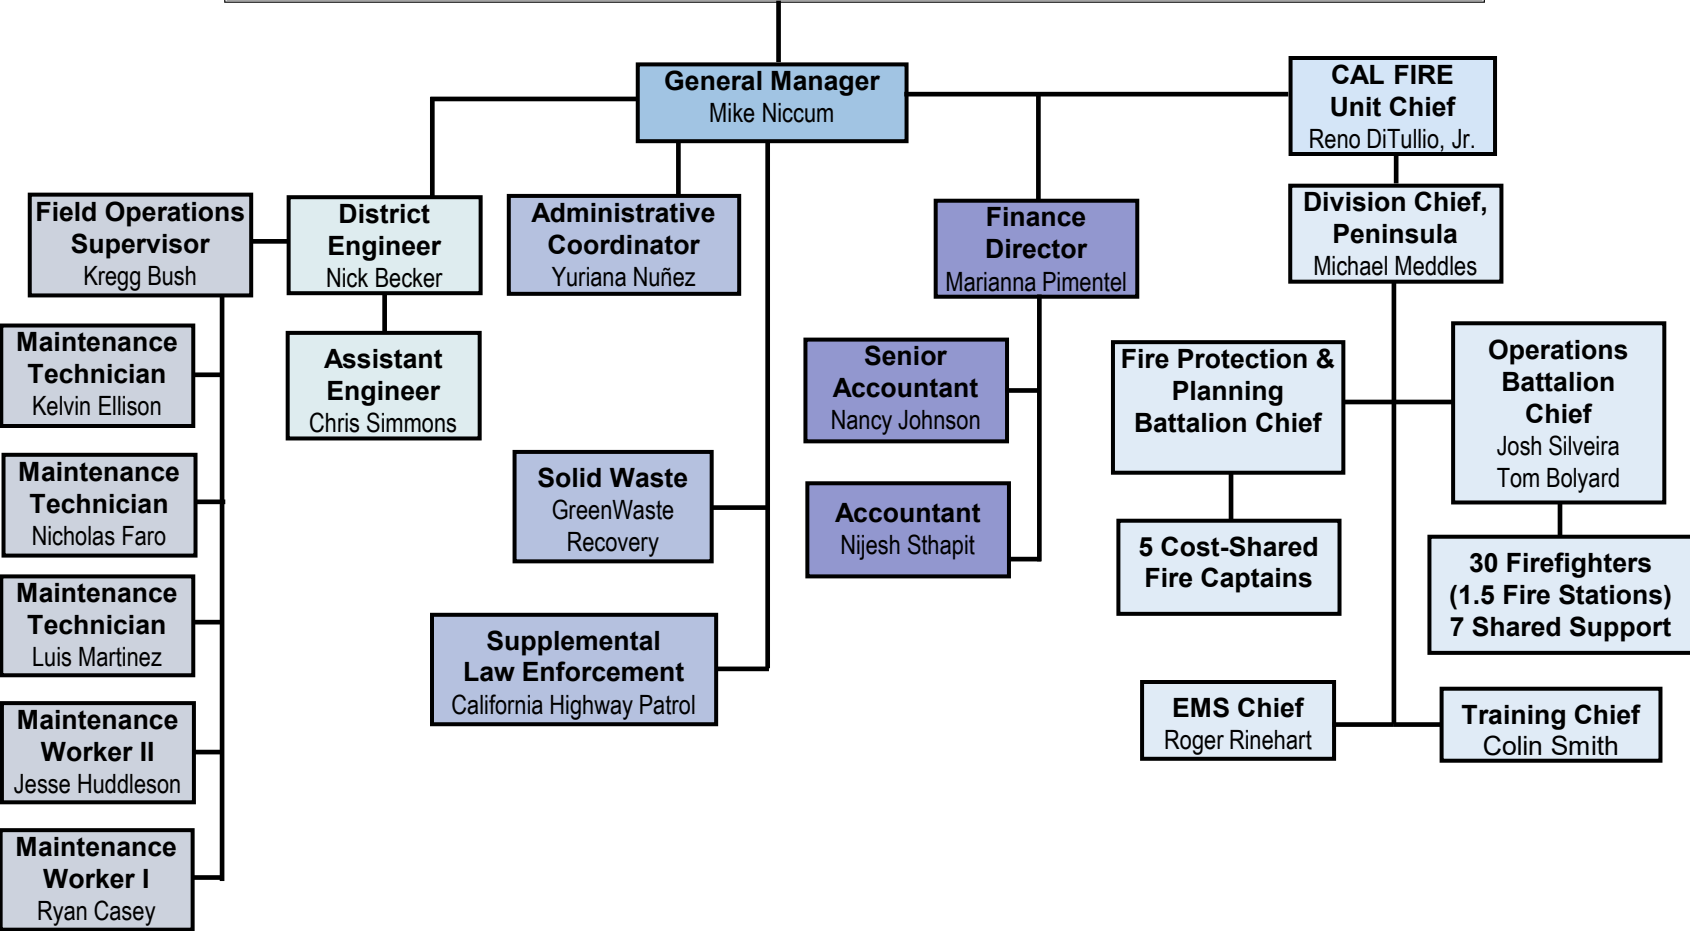 General Manager
Mike Niccum
CAL FIRE
Unit Chief
Reno DiTullio, Jr.
Field Operations
Supervisor
Kregg Bush
District
Engineer
Nick Becker
Administrative
Coordinator
Yuriana Nuñez
Finance
Director
Marianna Pimentel
Division Chief,
Peninsula
Michael Meddles
Maintenance
Technician
Kelvin Ellison
Assistant
Engineer
Chris Simmons
Senior
Accountant
Nancy Johnson
Fire Protection &
Planning
Battalion Chief
Operations
Battalion
Chief
Josh Silveira
Tom Bolyard
Maintenance
Technician
Nicholas Faro
Solid Waste
GreenWaste
Recovery
Accountant
Nijesh Sthapit
5 Cost-Shared
Fire Captains
30 Firefighters
(1.5 Fire Stations)
7 Shared Support
Maintenance
Technician
Luis Martinez
Supplemental
Law Enforcement
California Highway Patrol
EMS Chief
Roger Rinehart
Training Chief
Colin Smith
Maintenance
Worker II
Jesse Huddleson
Maintenance
Worker I
Ryan Casey